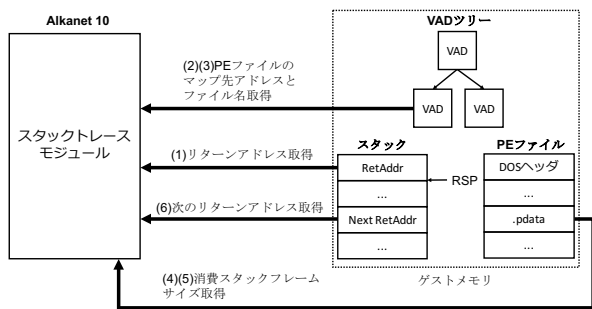 Alkanet 10
VADツリー
VAD
(2)(3)PEファイルの
マップ先アドレスと
ファイル名取得
VAD
VAD
スタックトレース
モジュール
スタック
PEファイル
(1)リターンアドレス取得
RetAddr
RSP
DOSヘッダ
...
...
(6)次のリターンアドレス取得
Next RetAddr
.pdata
...
...
(4)(5)消費スタックフレーム
サイズ取得
ゲストメモリ